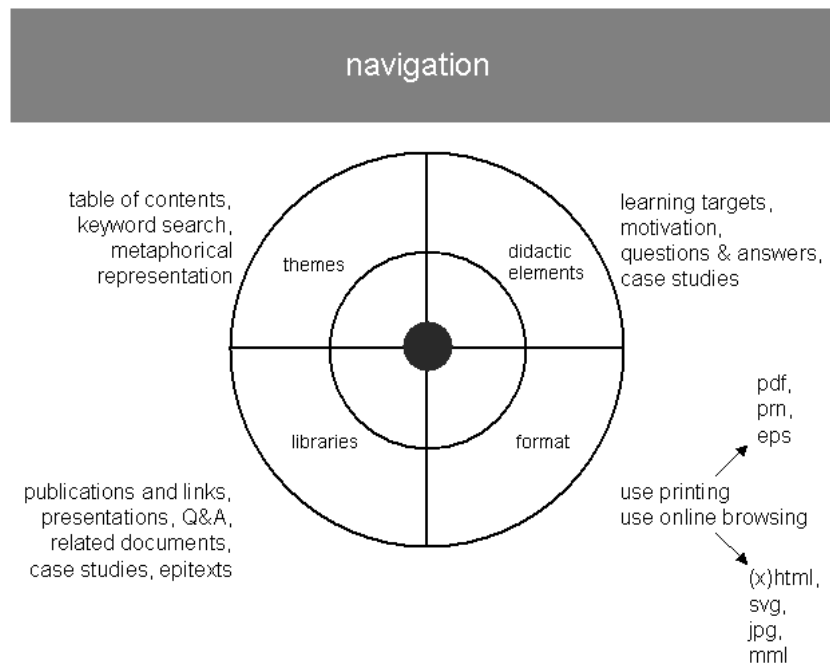 navigation
table of contents,
keyword search,
metaphorical
representation
themes
didactic
elements
learning targets,
motivation,
questions & answers,
case studies
libraries
format
publications and links,
presentations, Q&A,
related documents,
case studies, epitexts
pdf,
prn,
eps
use printing
use online browsing
(x)html,
svg,
jpg,
mml